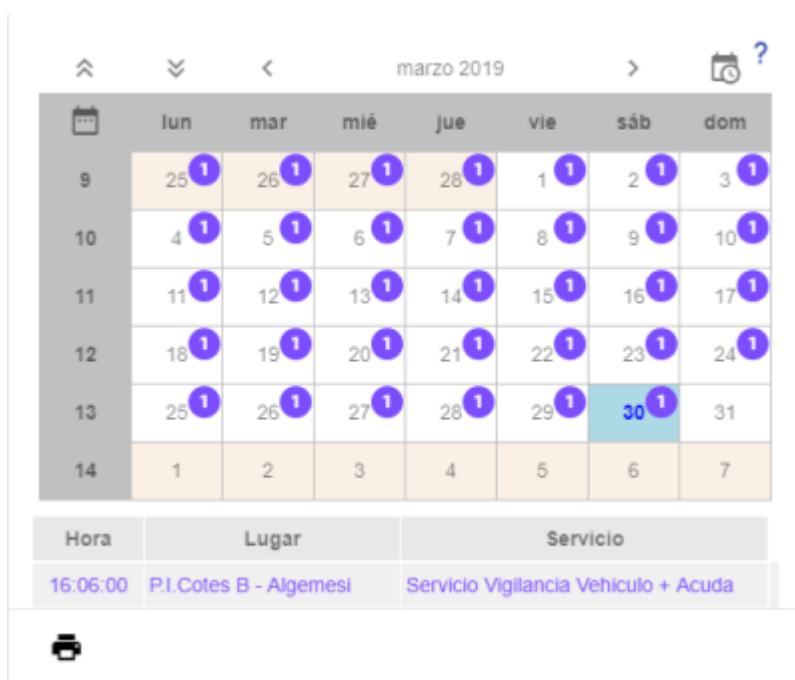 marzo 2019 ?
lun mar mié jue vie sáb dom
9 25 1 26 1 27 1 28 1 1 1 2 1 3 1
10 4 1 5 1 6 1 7 1 8 1 9 1 10 1
11 11 1 12 1 13 1 14 1 15 1 16 1 17 1
12 18 1 19 1 20 1 21 1 22 1 23 1 24 1
13 25 1 26 1 27 1 28 1 29 1 30 1 31
14 1 2 3 4 5 6 7
Hora Lugar Servicio
16:06:00 P.I.Cotes B - Algemesi Servicio Vigilancia Vehiculo + Acuda